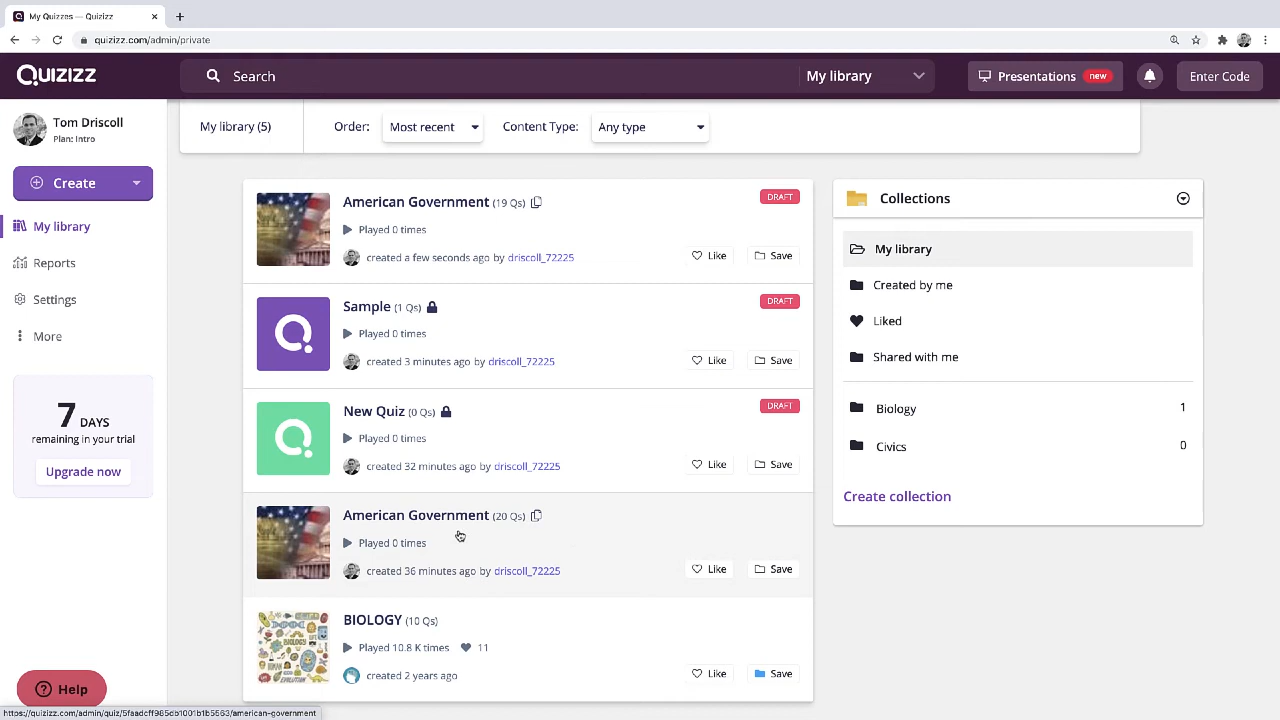 My Quizzes — Quizizz
quizizz.com/admin/private
QUIZIZZ
Search
My library
Presentations new
Enter Code
Tom Driscoll
Plan: Intro
Create
My library
Reports
Settings
More
7 DAYS
remaining in your trial
Upgrade now
Help
My library (5)
Order: Most recent
Content Type: Any type
American Government (19 Qs)
DRAFT
Played 0 times
created a few seconds ago by driscoll_72225
Like
Save
Sample (1 Qs)
DRAFT
Played 0 times
created 3 minutes ago by driscoll_72225
Like
Save
New Quiz (0 Qs)
DRAFT
Played 0 times
created 32 minutes ago by driscoll_72225
Like
Save
American Government (20 Qs)
Played 0 times
created 36 minutes ago by driscoll_72225
Like
Save
BIOLOGY (10 Qs)
Played 10.8 K times 11
created 2 years ago
Like
Save
Collections
My library
Created by me
Liked
Shared with me
Biology 1
Civics 0
Create collection
https://quizizz.com/admin/quiz/5faadcff985db1001b1b5563/american-government